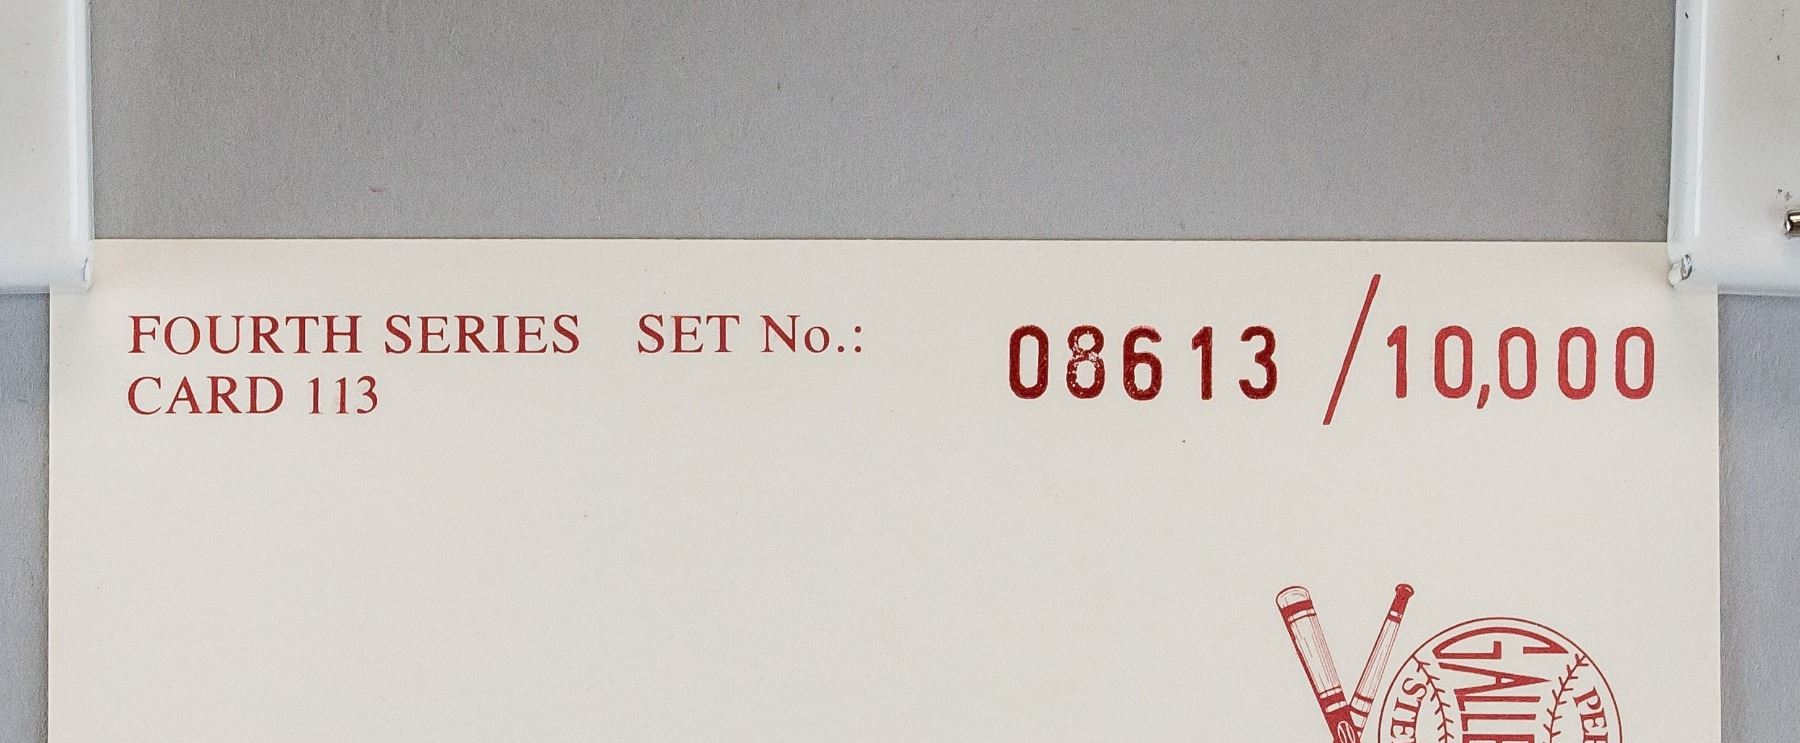 FOURTH SERIES SET No.: 08613 / 10,000
CARD 113